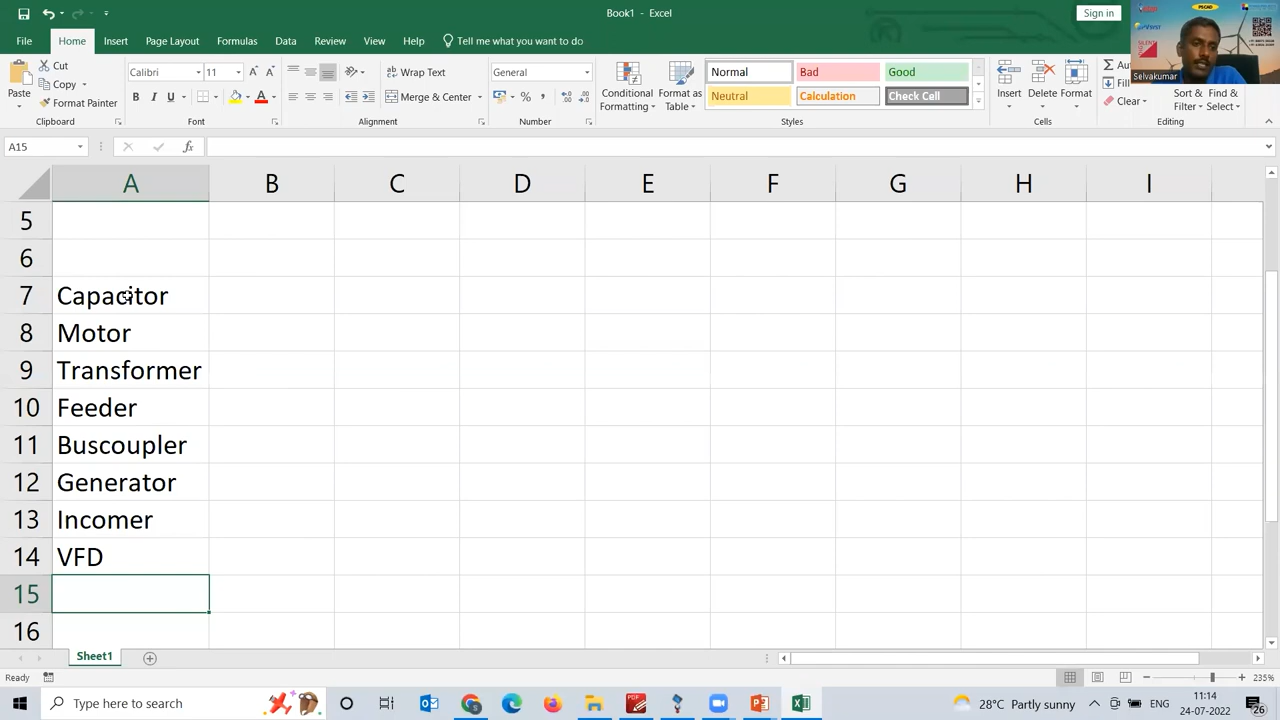 Book1 - Excel
Sign in
PSCAD
Selvakumar
File Home Insert Page Layout Formulas Data Review View Help Tell me what you want to do
Paste
Cut
Copy
Format Painter
Clipboard
Calibri 11
B I U
Font
Wrap Text
Merge & Center
Alignment
General
%
Number
Conditional Formatting
Format as Table
Normal Bad Good
Neutral Calculation Check Cell
Styles
Insert Delete Format
Cells
Fill
Clear
Sort & Filter
Find & Select
Editing
A15
fx
A B C D E F G H I
5
6
7 Capacitor
8 Motor
9 Transformer
10 Feeder
11 Buscoupler
12 Generator
13 Incomer
14 VFD
15
16
Sheet1
Ready
235%
Type here to search
28°C Partly sunny
ENG
11:14
24-07-2022
26